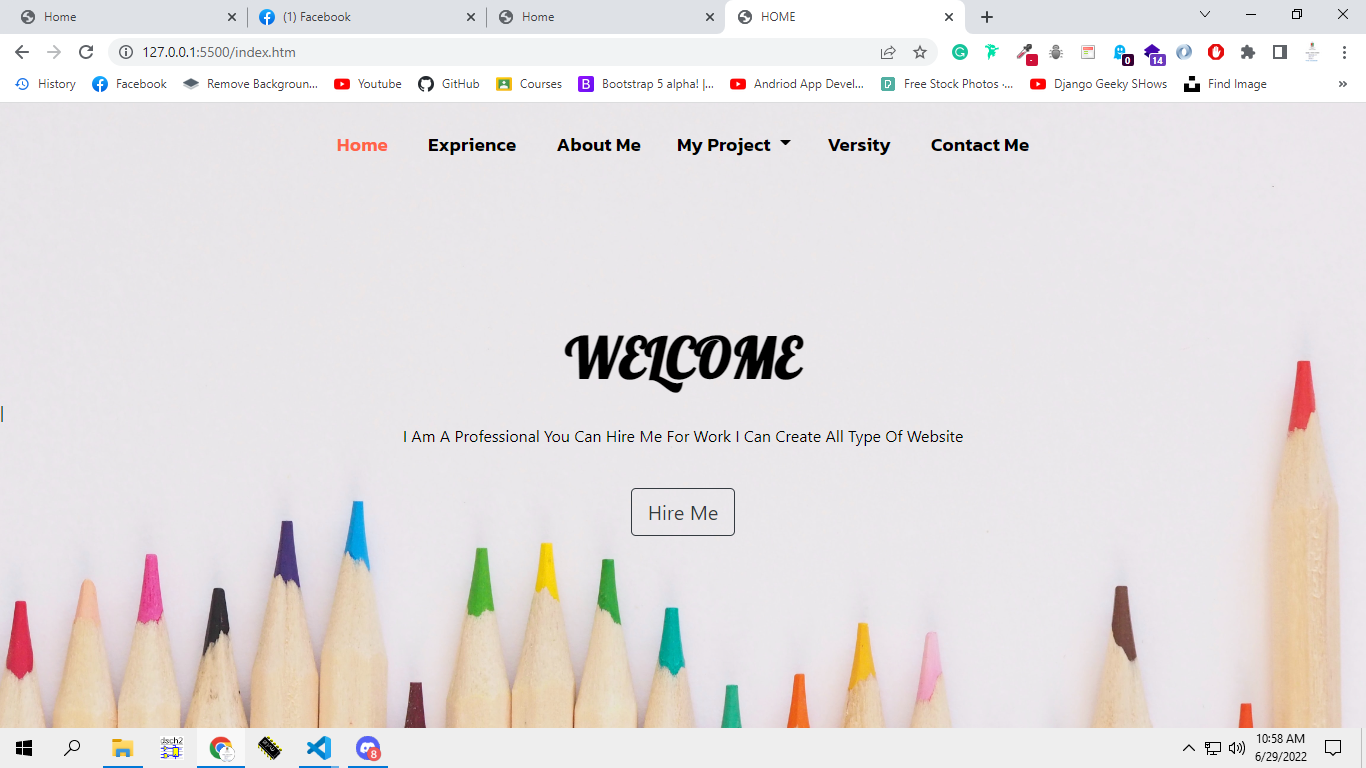 Home
(1) Facebook
Home
HOME
127.0.0.1:5500/index.htm
0
14
History
Facebook
Remove Backgroun...
Youtube
GitHub
Courses
Bootstrap 5 alpha! |...
Andriod App Devel...
Free Stock Photos ·...
Django Geeky SHows
Find Image
»
Home
Exprience
About Me
My Project
Versity
Contact Me
WELCOME
I Am A Professional You Can Hire Me For Work I Can Create All Type Of Website
Hire Me
dsch2
8
10:58 AM
6/29/2022